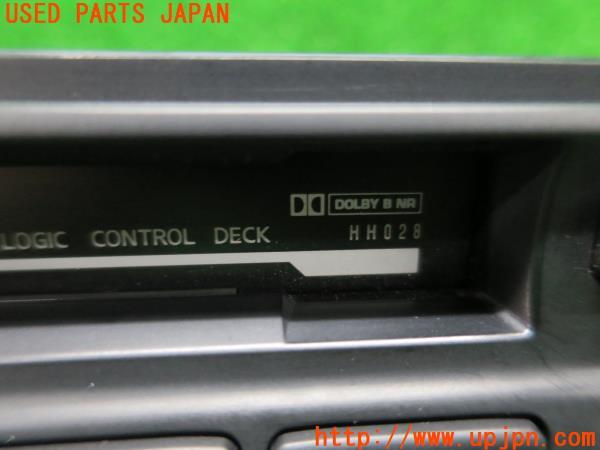 USED PARTS JAPAN
DOLBY B NR
LOGIC CONTROL DECK
HH028
http://www.upjpn.com